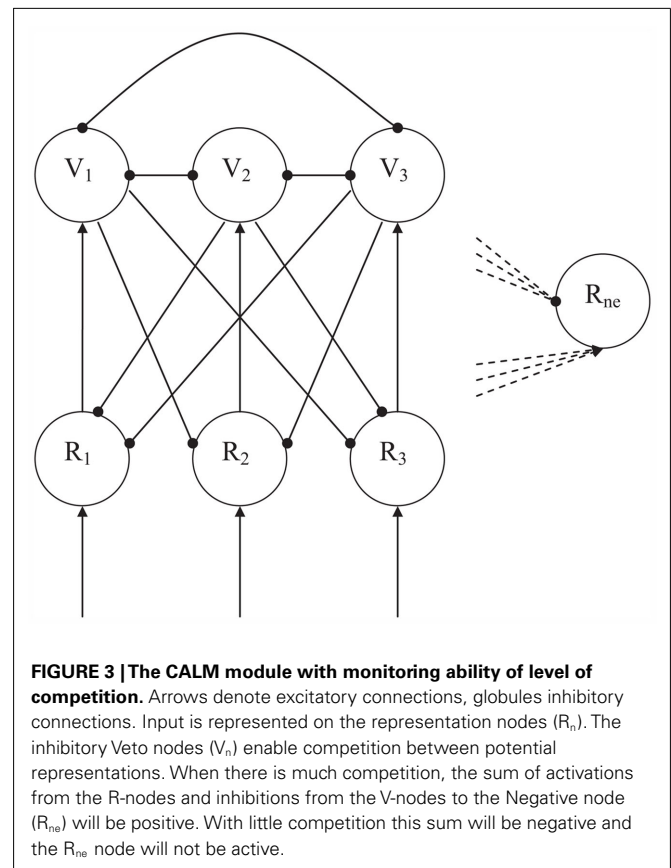 V₁ V₂ V₃
Rₙₑ
R₁ R₂ R₃
FIGURE 3 | The CALM module with monitoring ability of level of
competition. Arrows denote excitatory connections, globules inhibitory
connections. Input is represented on the representation nodes (Rₙ). The
inhibitory Veto nodes (Vₙ) enable competition between potential
representations. When there is much competition, the sum of activations
from the R-nodes and inhibitions from the V-nodes to the Negative node
(Rₙₑ) will be positive. With little competition this sum will be negative and
the Rₙₑ node will not be active.